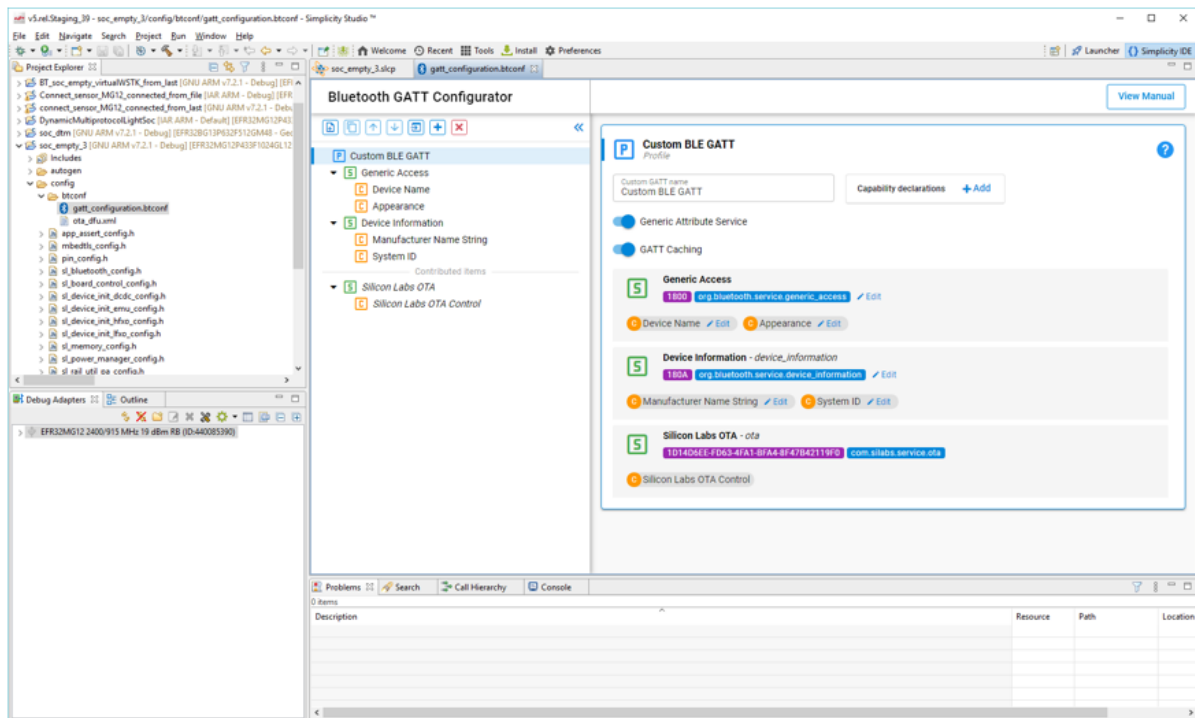 v5.rel.Staging_39 - soc_empty_3/config/btconf/gatt_configuration.btconf - Simplicity Studio ™
File Edit Navigate Search Project Run Window Help
Welcome Recent Tools Install Preferences
Launcher {} Simplicity IDE
Project Explorer
BT_soc_empty_virtualWSTK_from_last [GNU ARM v7.2.1 - Debug] [EFI
Connect_sensor_MG12_connected_from_file [IAR ARM - Debug] [EFR
connect_sensor_MG12_connected_from_last [GNU ARM v7.2.1 - Debu
DynamicMultiprotocolLightSoc [IAR ARM - Default] [EFR32MG12P43
soc_dtm [GNU ARM v7.2.1 - Debug] [EFR32BG13P632F512GM48 - Gec
soc_empty_3 [GNU ARM v7.2.1 - Debug] [EFR32MG12P433F1024GL12
Includes
autogen
config
btconf
gatt_configuration.btconf
ota_dfu.xml
app_assert_config.h
mbedtls_config.h
pin_config.h
sl_bluetooth_config.h
sl_board_control_config.h
sl_device_init_dcdc_config.h
sl_device_init_emu_config.h
sl_device_init_hfxo_config.h
sl_device_init_lfxo_config.h
sl_memory_config.h
sl_power_manager_config.h
sl_rail_util_pa_config.h
Debug Adapters Outline
EFR32MG12 2400/915 MHz 19 dBm RB (ID:440085390)
soc_empty_3.slcp gatt_configuration.btconf
Bluetooth GATT Configurator
View Manual
P Custom BLE GATT
S Generic Access
C Device Name
C Appearance
S Device Information
C Manufacturer Name String
C System ID
Contributed items
S Silicon Labs OTA
C Silicon Labs OTA Control
P Custom BLE GATT
Profile
?
Custom GATT name
Custom BLE GATT
Capability declarations + Add
Generic Attribute Service
GATT Caching
S Generic Access
1800 org.bluetooth.service.generic_access Edit
C Device Name Edit C Appearance Edit
S Device Information - device_information
180A org.bluetooth.service.device_information Edit
C Manufacturer Name String Edit C System ID Edit
S Silicon Labs OTA - ota
1D14D6EE-FD63-4FA1-BFA4-8F47B42119F0 com.silabs.service.ota
C Silicon Labs OTA Control
Problems Search Call Hierarchy Console
0 items
Description Resource Path Location